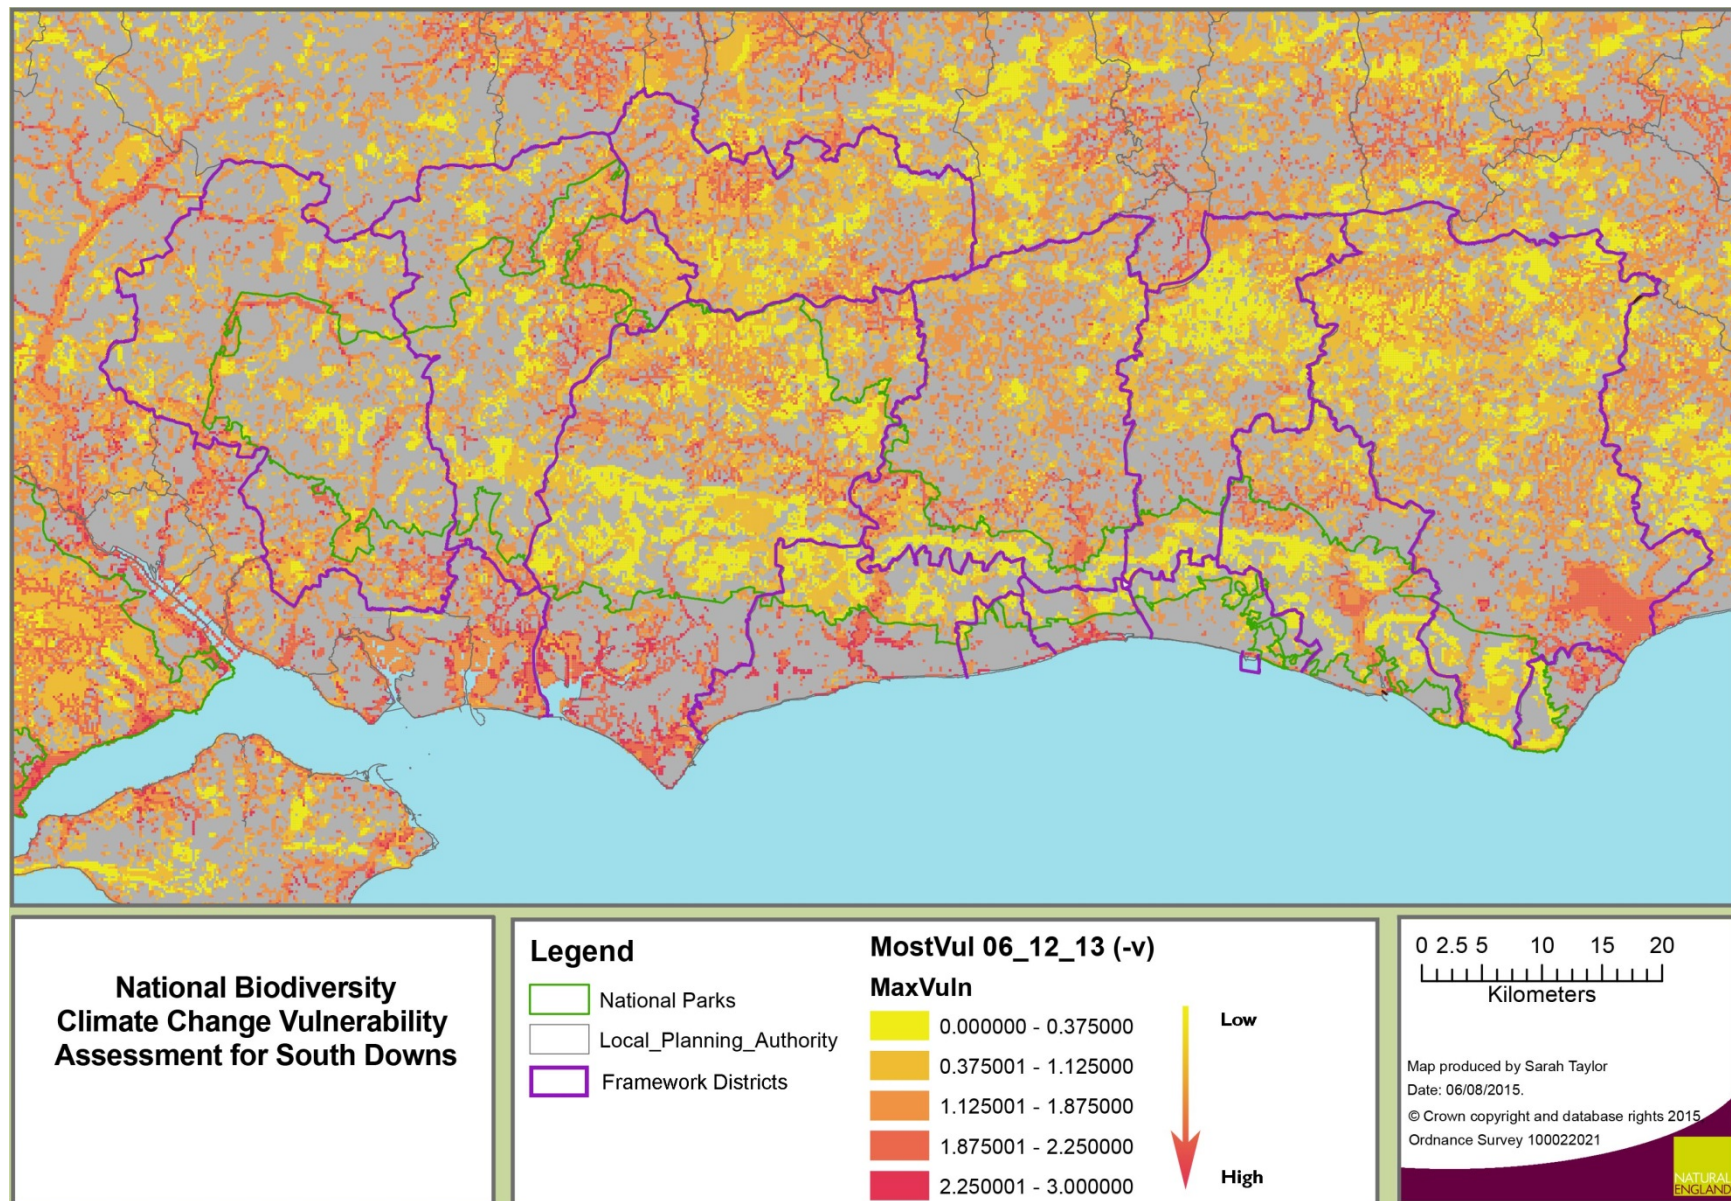 National Biodiversity
Climate Change Vulnerability
Assessment for South Downs
Legend
National Parks
Local_Planning_Authority
Framework Districts
MostVul 06_12_13 (-v)
MaxVuln
0.000000 - 0.375000
0.375001 - 1.125000
1.125001 - 1.875000
1.875001 - 2.250000
2.250001 - 3.000000
Low
High
0 2.5 5 10 15 20
Kilometers
Map produced by Sarah Taylor
Date: 06/08/2015.
© Crown copyright and database rights 2015
Ordnance Survey 100022021
NATURAL
ENGLAND